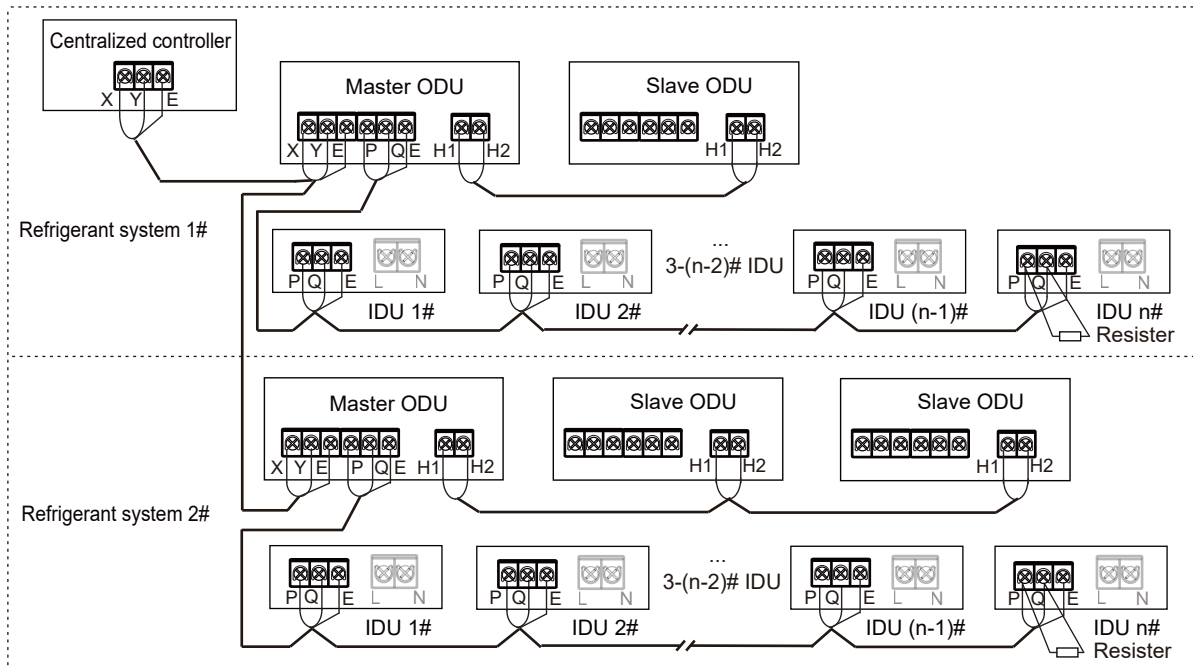 Centralized controller
X Y E
Master ODU
X Y E P Q E H1 H2
Slave ODU
H1 H2
Refrigerant system 1#
P Q E L N
IDU 1#
P Q E L N
IDU 2#
...
3-(n-2)# IDU
P Q E L N
IDU (n-1)#
P Q E L N
IDU n#
Resister
Master ODU
X Y E P Q E H1 H2
Slave ODU
H1 H2
Slave ODU
H1 H2
Refrigerant system 2#
P Q E L N
IDU 1#
P Q E L N
IDU 2#
...
3-(n-2)# IDU
P Q E L N
IDU (n-1)#
P Q E L N
IDU n#
Resister